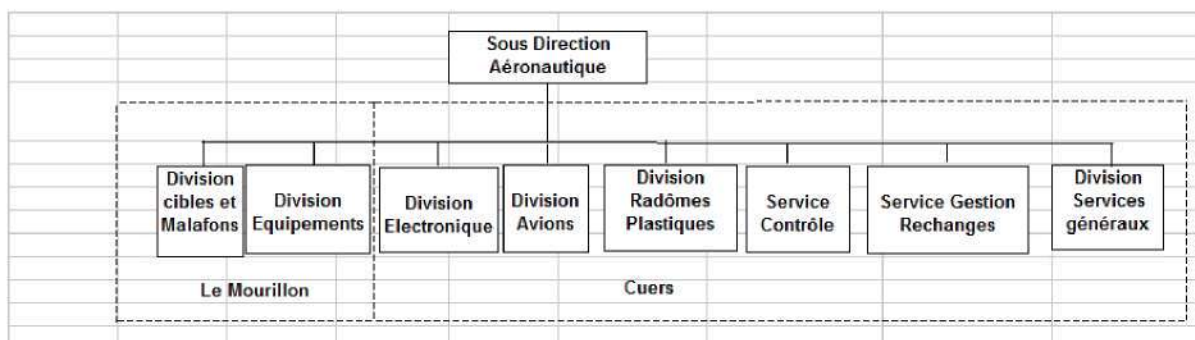 Sous Direction
Aéronautique
Division
cibles et
Malafons
Division
Equipements
Division
Electronique
Division
Avions
Division
Radômes
Plastiques
Service
Contrôle
Service Gestion
Rechanges
Division
Services
généraux
Le Mourillon
Cuers